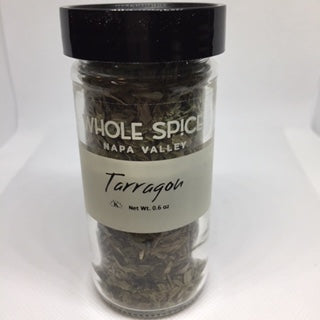 WHOLE SPICE
NAPA VALLEY
Tarragon
Net Wt. 0.6 oz